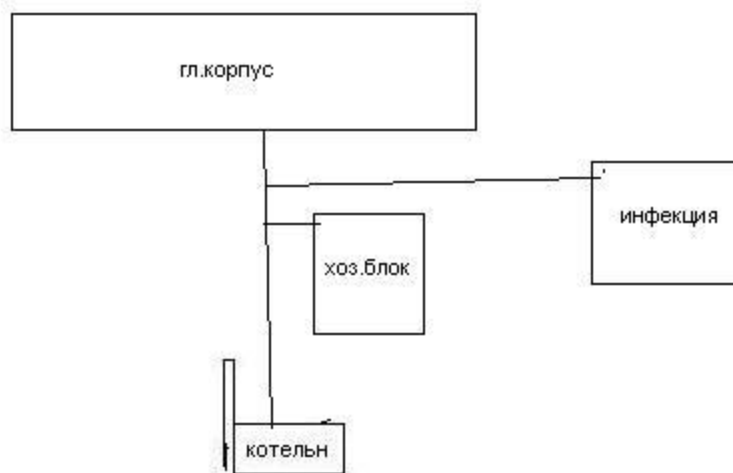 гл.корпус
инфекция
хоз.блок
котельн